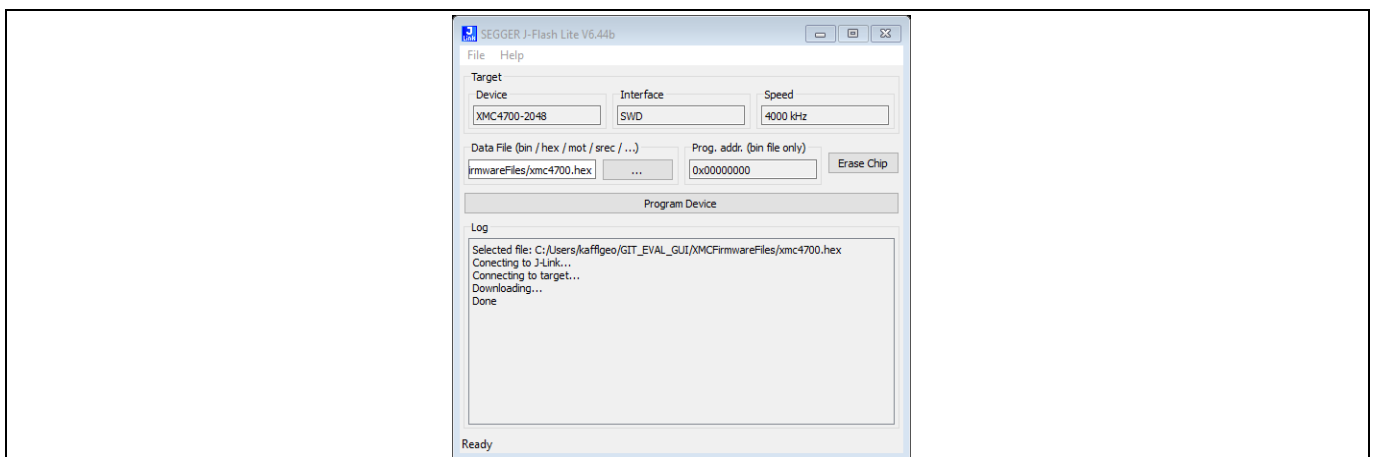 SEGGER J-Flash Lite V6.44b
File Help
Target
Device Interface Speed
XMC4700-2048 SWD 4000 kHz
Data File (bin / hex / mot / srec / ...) Prog. addr. (bin file only)
irmwareFiles/xmc4700.hex ... 0x00000000 Erase Chip
Program Device
Log
Selected file: C:/Users/kafflgeo/GIT_EVAL_GUI/XMCFirmwareFiles/xmc4700.hex
Conecting to J-Link...
Connecting to target...
Downloading...
Done
Ready